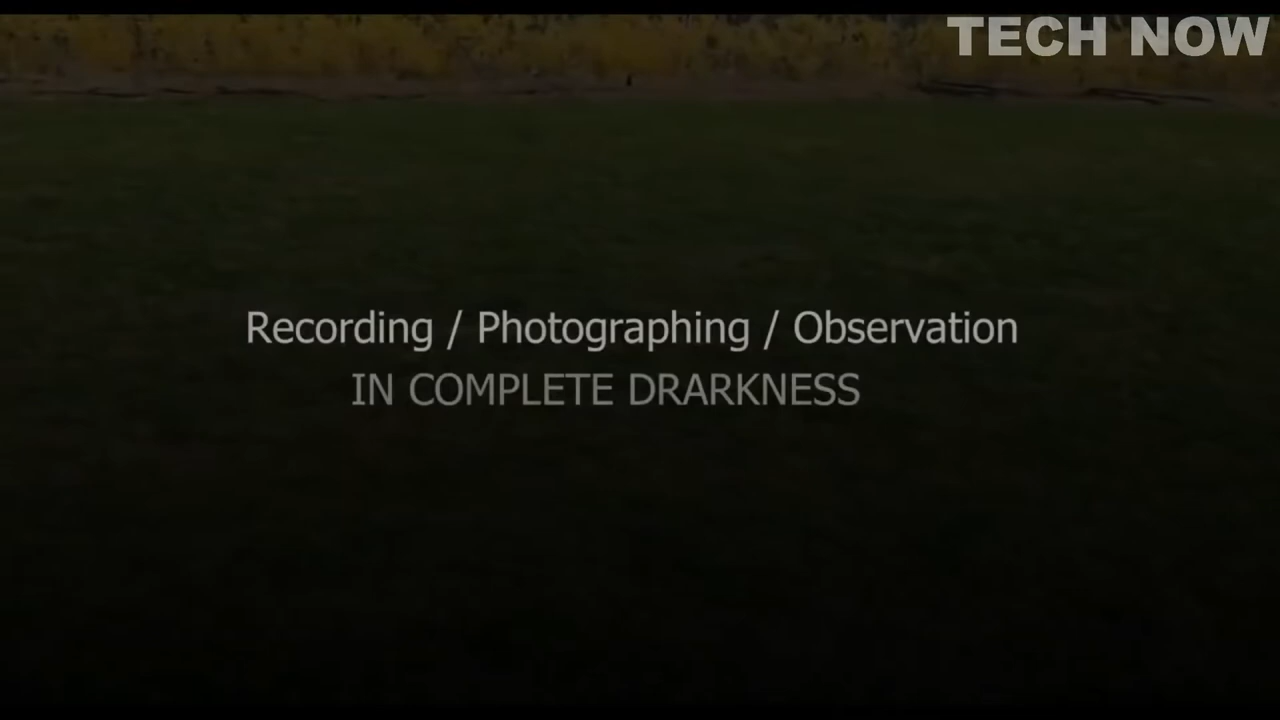 TECH NOW
Recording / Photographing / Observation
IN COMPLETE DRARKNESS